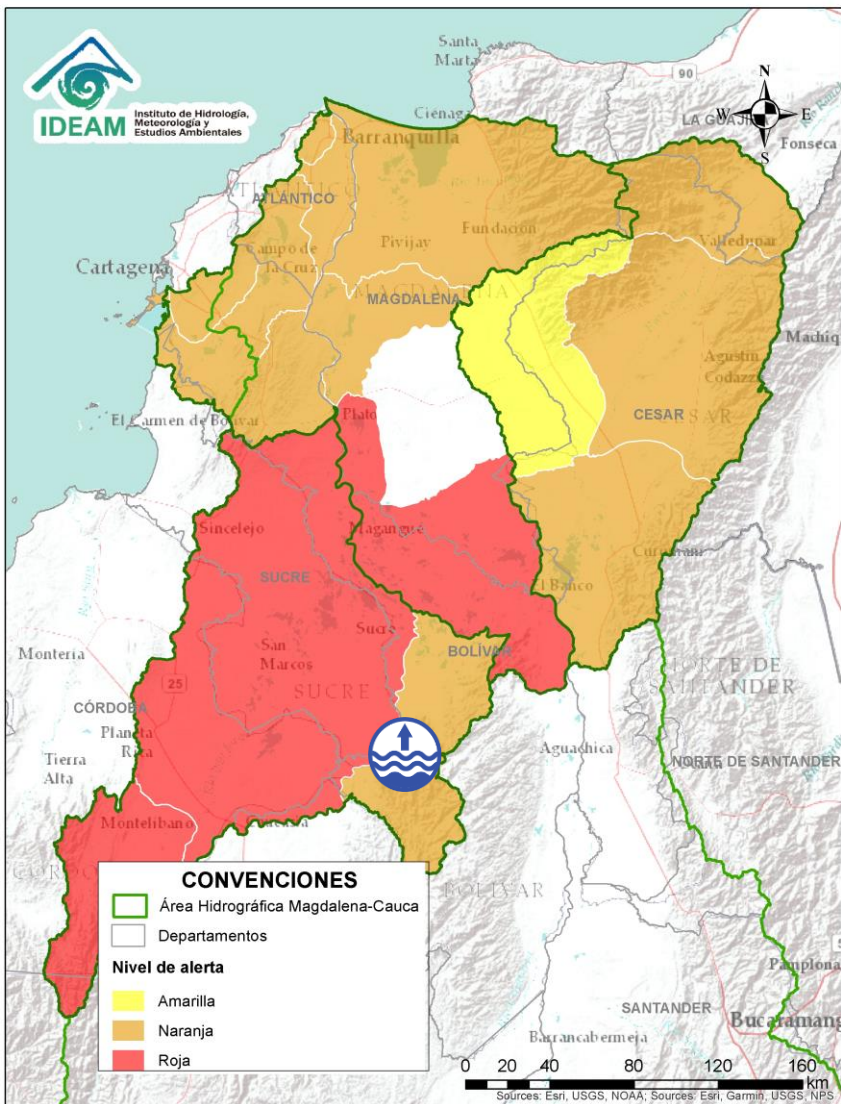 IDEAM
Instituto de Hidrología,
Meteorología y
Estudios Ambientales
Santa
Marta
90
N
W
E
S
LA GUAJI
Ciénaga
Fonseca
Barranquilla
ATLÁNTICO
Fundación
Valledupar
Pivijay
Campo de
la Cruz
Cartagena
MAGDALENA
Machiq
Agustín
Codazzi
CESAR
Plato
El Carmen de Bolívar
Sincelejo
Magangué
SUCRE
El Banco
Sucre
BOLÍVAR
San
Marcos
SUCRE
Montería
25
CÓRDOBA
Planeta
Rica
Tierra
Alta
NORTE DE
SANTANDER
Aguachica
NORTE DE SANTANDER
Montelíbano
BOLÍVAR
CONVENCIONES
Área Hidrográfica Magdalena-Cauca
Departamentos
Nivel de alerta
Amarilla
Naranja
Roja
Pamplona
SANTANDER
Bucaramang
Barrancabermeja
0 20 40 80 120 160
km
Sources: Esri, USGS, NOAA; Sources: Esri, Garmin, USGS, NPS